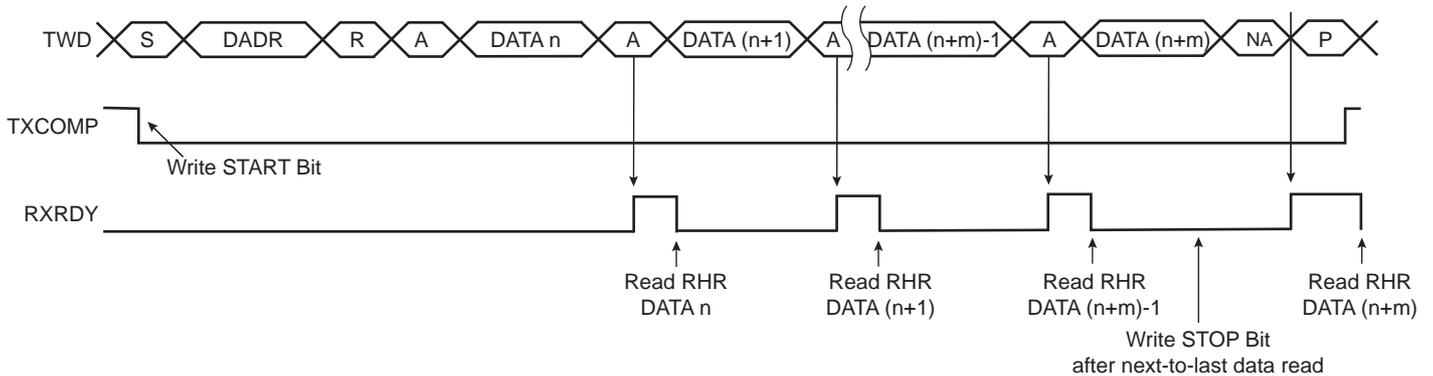 TWD S DADR R A DATA n A DATA (n+1) A DATA (n+m)-1 A DATA (n+m) NA P
TXCOMP
Write START Bit
RXRDY
Read RHR
DATA n
Read RHR
DATA (n+1)
Read RHR
DATA (n+m)-1
Read RHR
DATA (n+m)
Write STOP Bit
after next-to-last data read